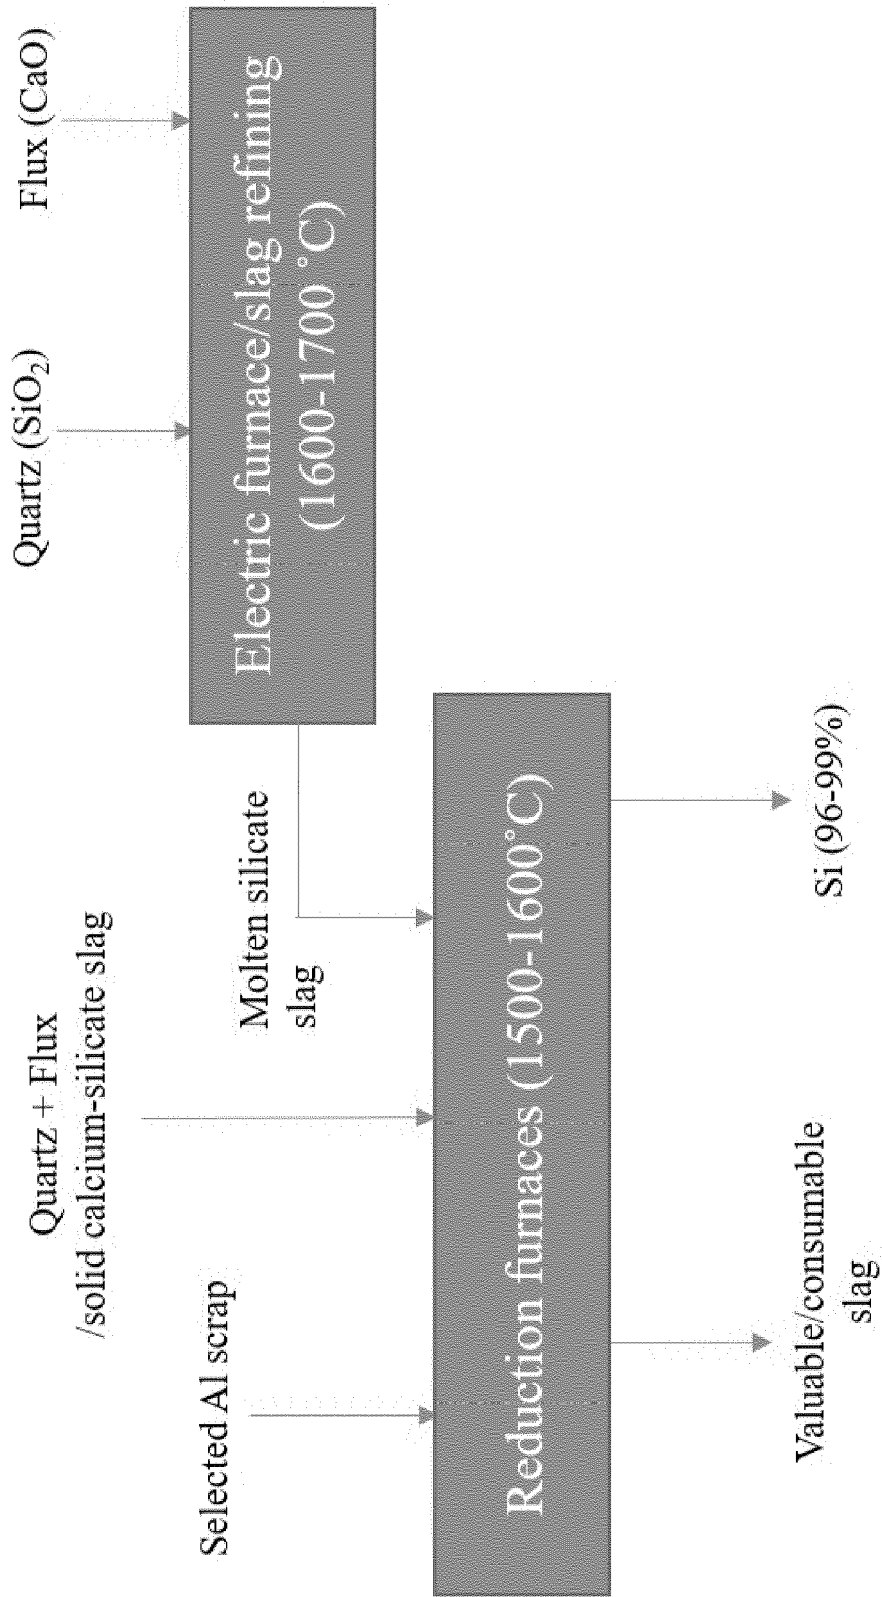 Quartz (SiO2)
Flux (CaO)
Electric furnace/slag refining
(1600-1700 °C)
Quartz + Flux
/solid calcium-silicate slag
Selected Al scrap
Molten silicate
slag
Reduction furnaces (1500-1600°C)
Valuable/consumable
slag
Si (96-99%)